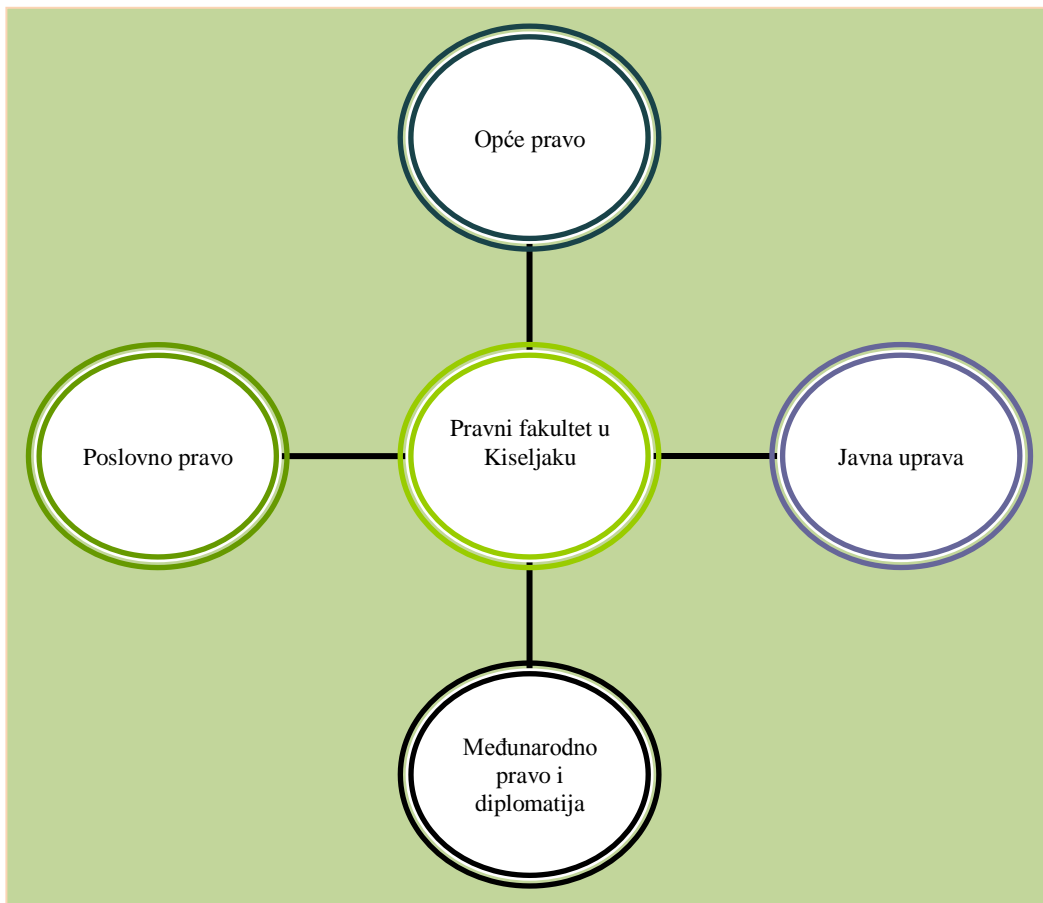 Opće pravo
Poslovno pravo
Pravni fakultet u
Kiseljaku
Javna uprava
Međunarodno
pravo i
diplomatija